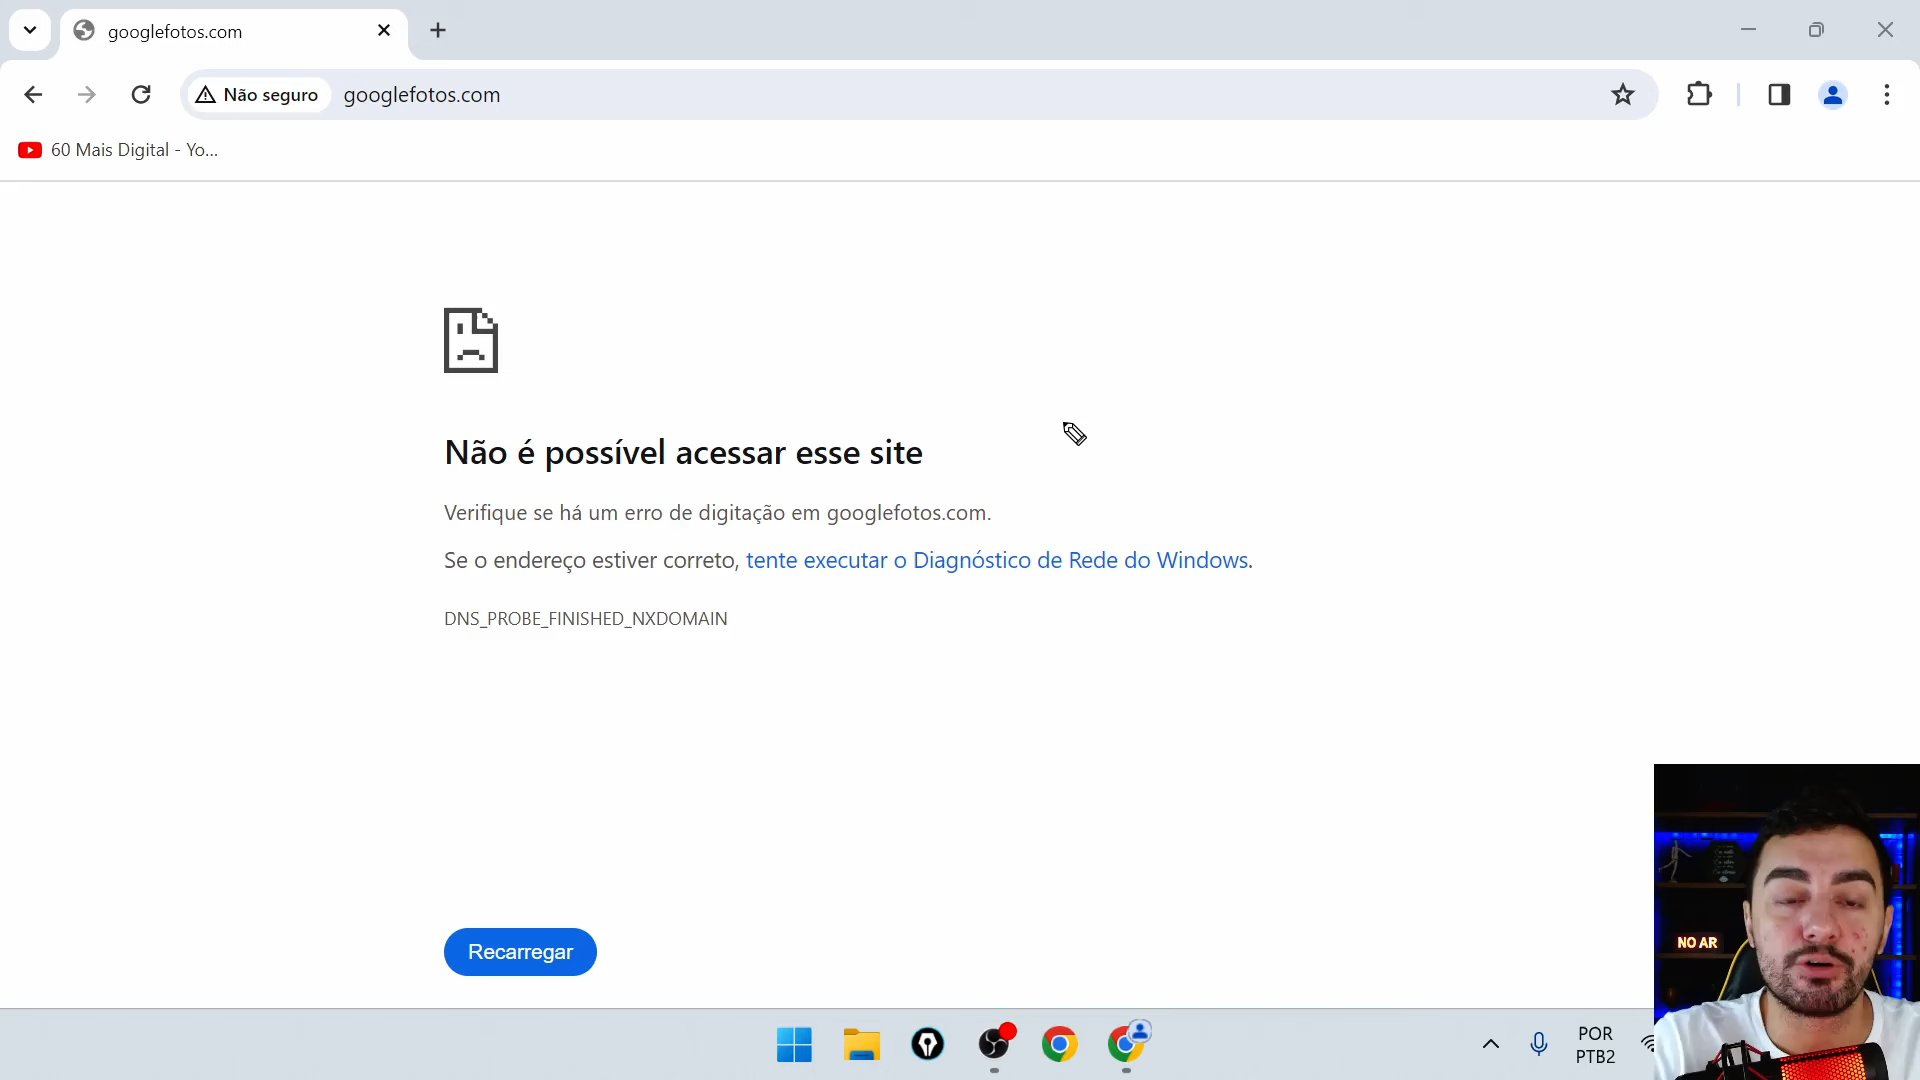 googlefotos.com
Não seguro
googlefotos.com
60 Mais Digital - Yo...
Não é possível acessar esse site
Verifique se há um erro de digitação em googlefotos.com.
Se o endereço estiver correto, tente executar o Diagnóstico de Rede do Windows.
DNS_PROBE_FINISHED_NXDOMAIN
Recarregar
NO AR
POR
PTB2